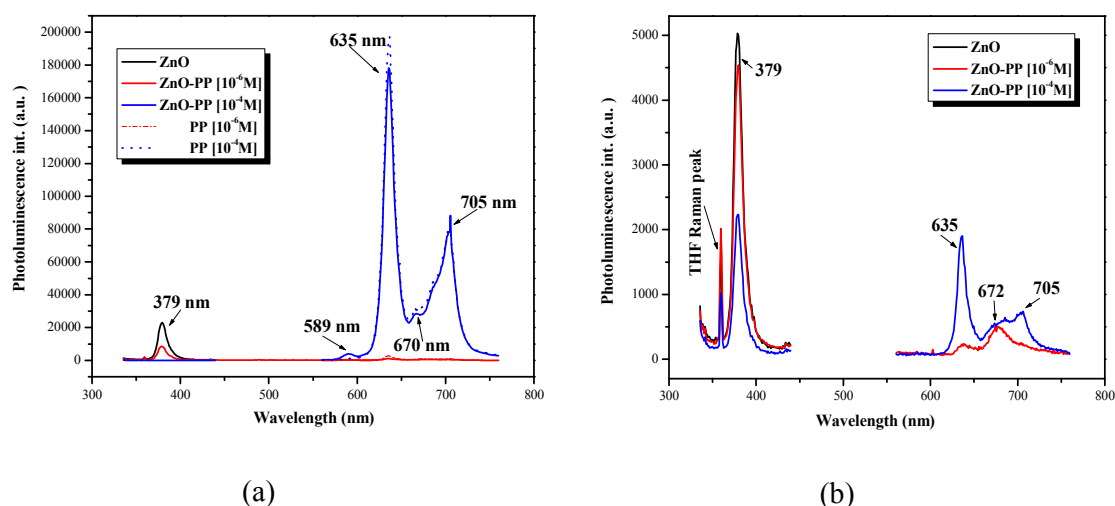 Photoluminescence int. (a.u. )
200000
180000
160000
140000
120000
100000
80000
60000
40000
20000
0
ZnO
ZnO-PP [10⁻⁶M]
ZnO-PP [10⁻⁴M]
PP [10⁻⁶M]
PP [10⁻⁴M]
635 nm
705 nm
379 nm
589 nm
670 nm
300 400 500 600 700 800
Wavelength (nm)
(a)
Photoluminescence int. (a.u. )
5000
4000
3000
2000
1000
0
ZnO
ZnO-PP [10⁻⁶M]
ZnO-PP [10⁻⁴M]
379
THF Raman peak
635
672
705
300 400 500 600 700 800
Wavelength (nm)
(b)